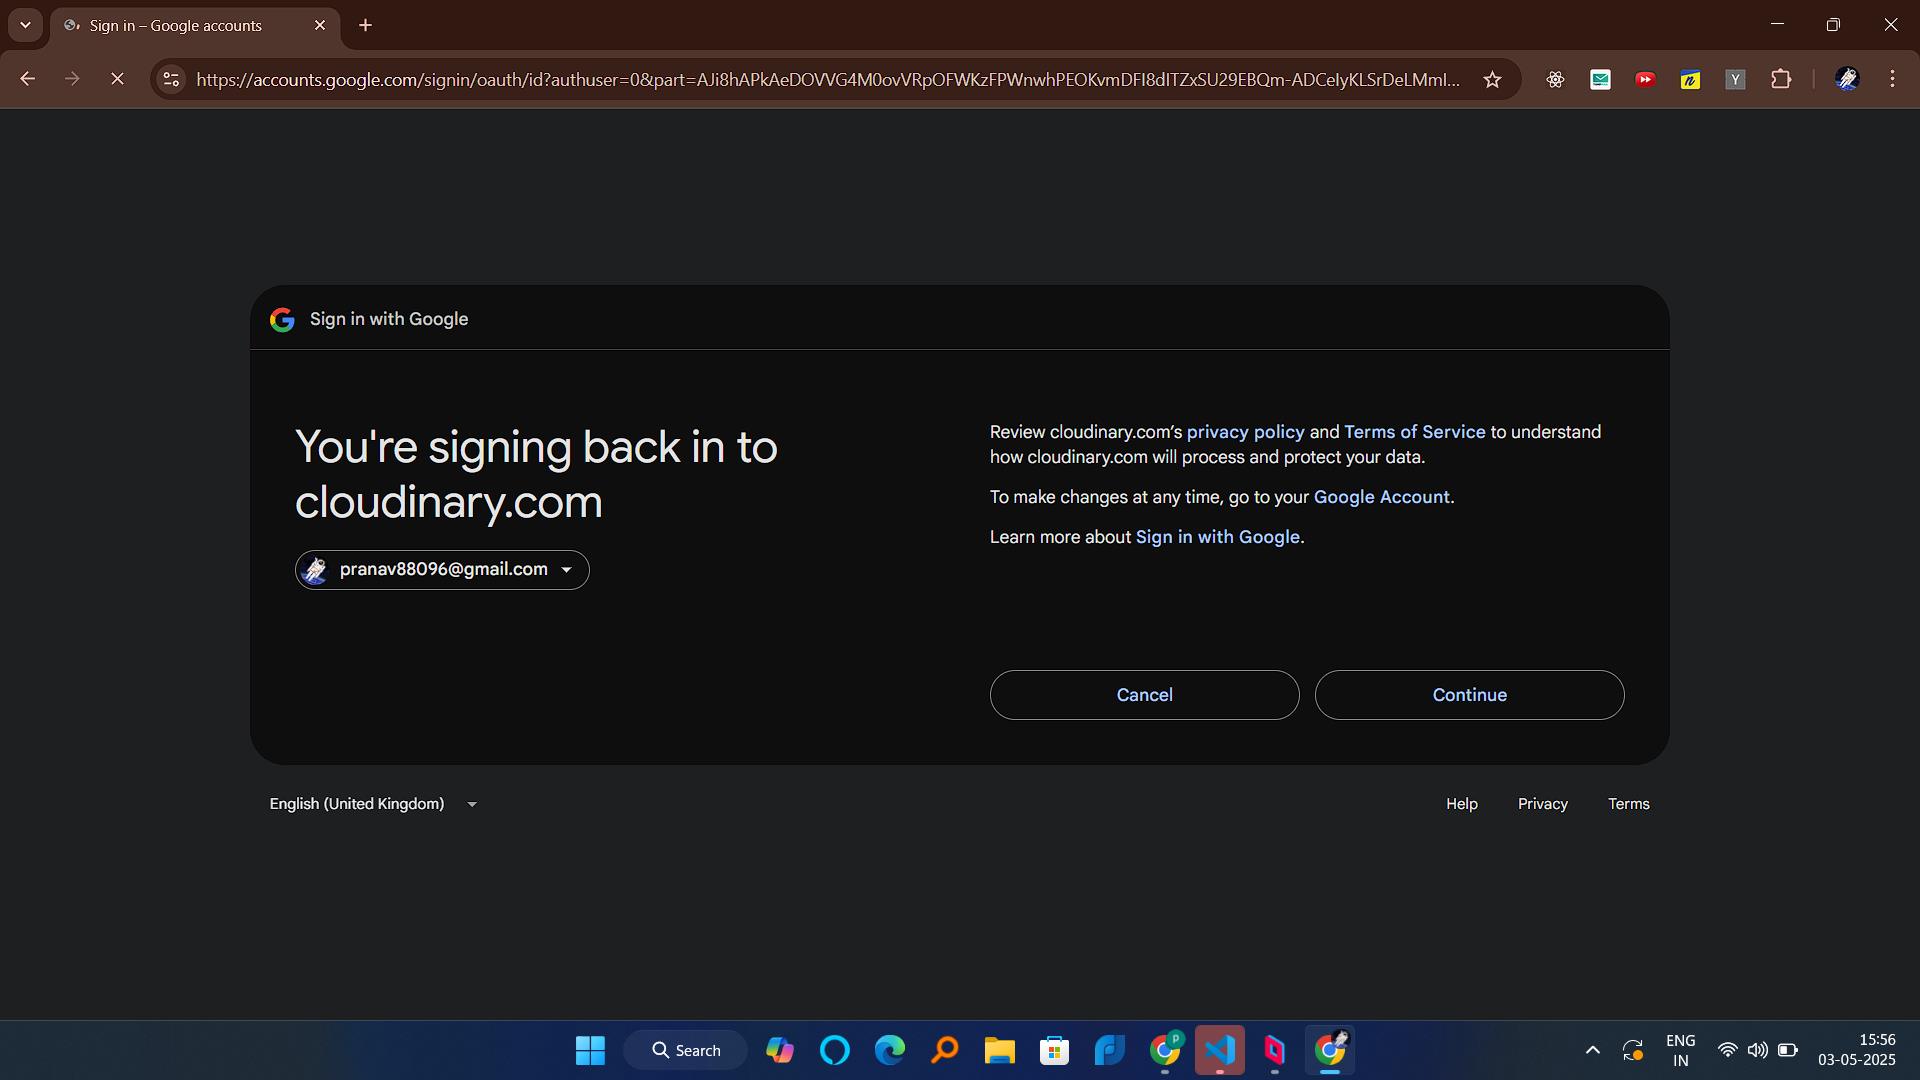 Sign in – Google accounts
https://accounts.google.com/signin/oauth/id?authuser=0&part=AJi8hAPkAeDOVVG4M0ovVRpOFWKzFPWnwhPEOKvmDFI8dITZxSU29EBQm-ADCelyKLSrDeLMmI...
n
Y
Sign in with Google
You're signing back in to
cloudinary.com
pranav88096@gmail.com
Review cloudinary.com’s privacy policy and Terms of Service to understand
how cloudinary.com will process and protect your data.
To make changes at any time, go to your Google Account.
Learn more about Sign in with Google.
Cancel
Continue
English (United Kingdom)
Help
Privacy
Terms
Search
P
ENG
IN
15:56
03-05-2025